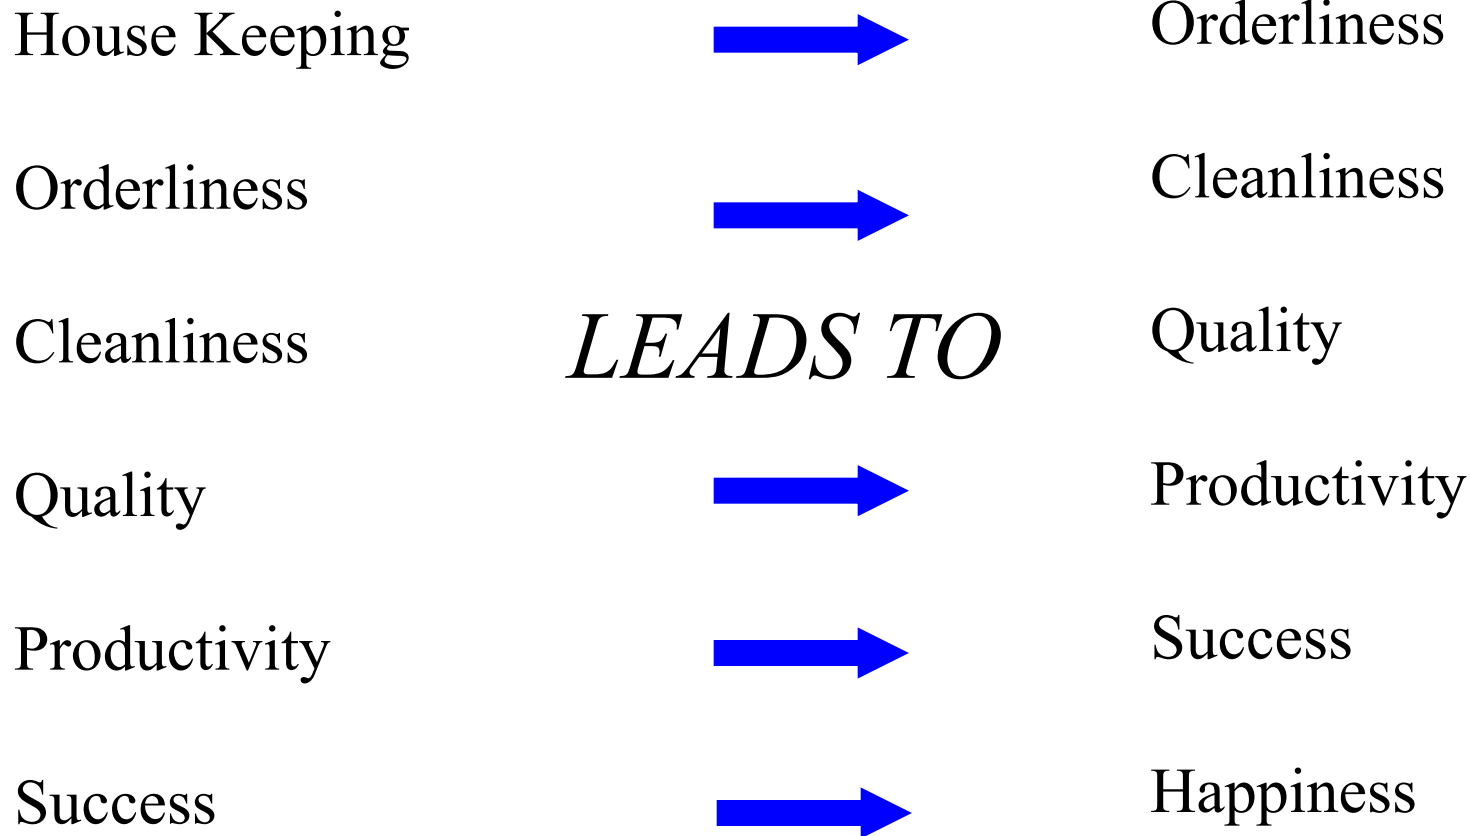 House Keeping Orderliness
Orderliness Cleanliness
Cleanliness LEADS TO Quality
Quality Productivity
Productivity Success
Success Happiness